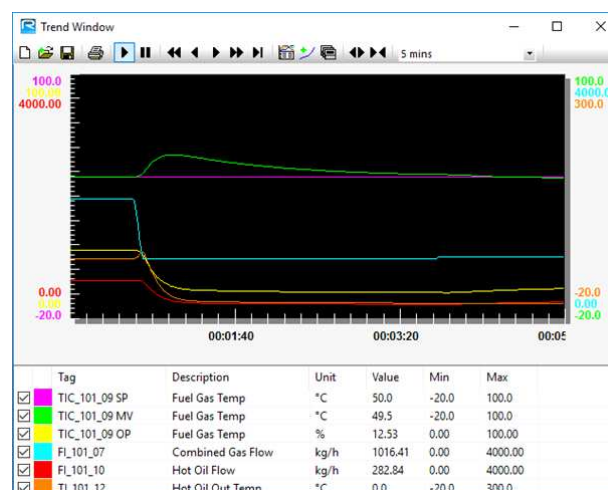 Trend Window
5 mins
100.0
100.00
4000.00
0.00
0.00
-20.0
100.0
4000.0
300.0
-20.0
0.00
-20.0
00:01:40 00:03:20 00:05
Tag Description Unit Value Min Max
TIC_101_09 SP Fuel Gas Temp °C 50.0 -20.0 100.0
TIC_101_09 MV Fuel Gas Temp °C 49.5 -20.0 100.0
TIC_101_09 OP Fuel Gas Temp % 12.53 0.00 100.00
FI_101_07 Combined Gas Flow kg/h 1016.41 0.00 4000.00
FI_101_10 Hot Oil Flow kg/h 282.84 0.00 4000.00
TI_101_12 Hot Oil Out Temp °C 0.0 -20.0 300.0